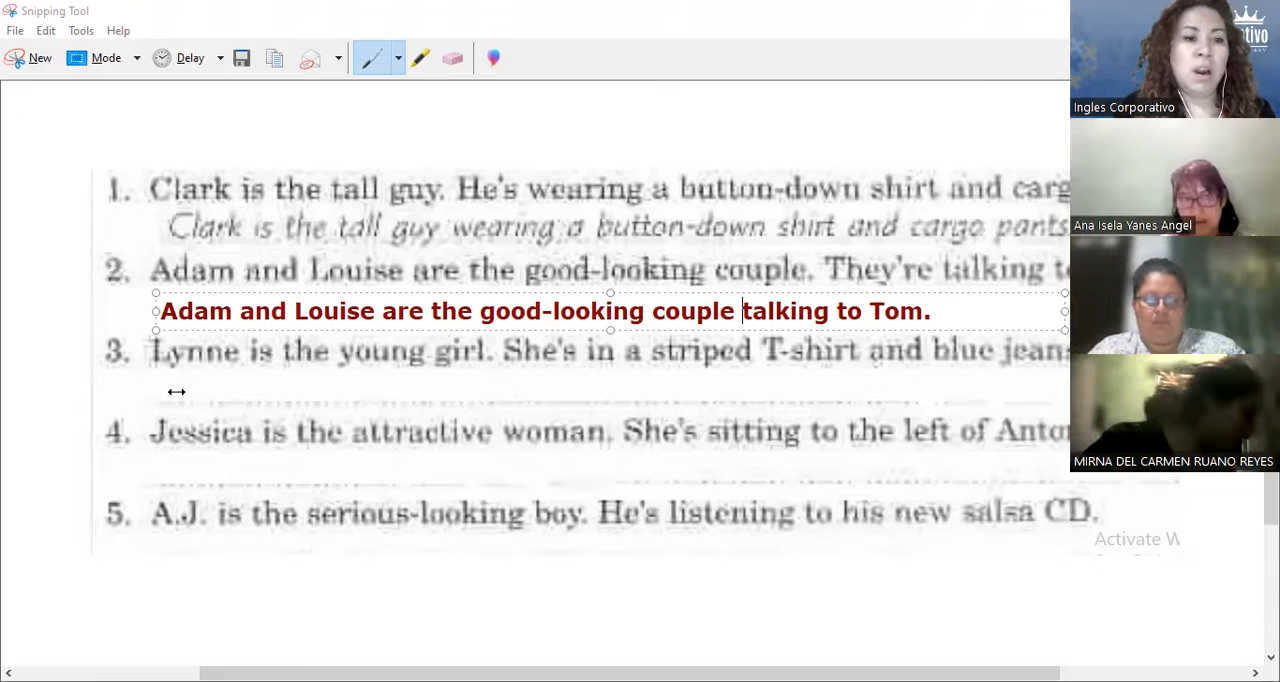 Snipping Tool
File Edit Tools Help
New Mode Delay
1. Clark is the tall guy. He's wearing a button-down shirt and
Clark is the tall guy wearing a button-down shirt and cargo pants
2. Adam and Louise are the good-looking couple. They're talking
Adam and Louise are the good-looking couple talking to Tom.
3. Lynne is the young girl. She's in a striped T-shirt and blue jeans
4. Jessica is the attractive woman. She's sitting to the left of
5. A.J. is the serious-looking boy. He's listening to his new salsa CD.
Activate W
Ingles Corporativo
Ana Isela Yanes Angel
MIRNA DEL CARMEN RUANO REYES